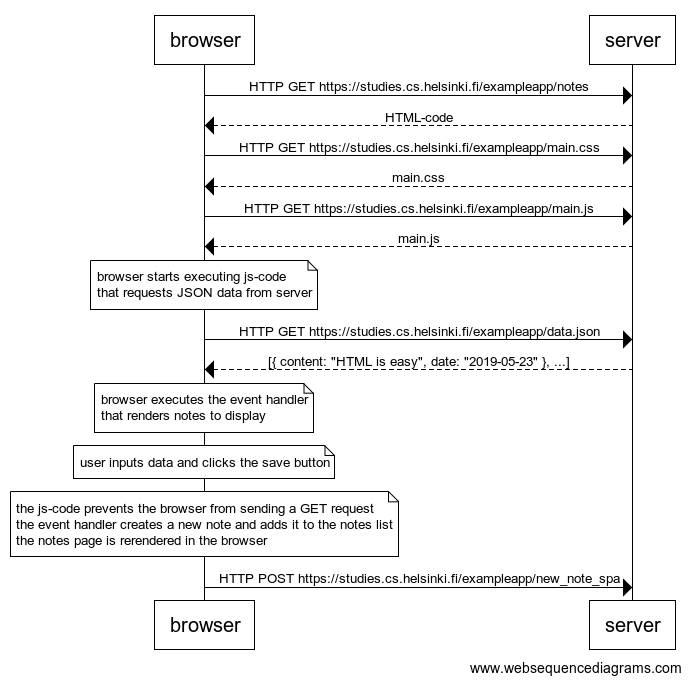 browser server
HTTP GET https://studies.cs.helsinki.fi/exampleapp/notes
HTML-code
HTTP GET https://studies.cs.helsinki.fi/exampleapp/main.css
main.css
HTTP GET https://studies.cs.helsinki.fi/exampleapp/main.js
main.js
browser starts executing js-code
that requests JSON data from server
HTTP GET https://studies.cs.helsinki.fi/exampleapp/data.json
[{ content: "HTML is easy", date: "2019-05-23" }, ...]
browser executes the event handler
that renders notes to display
user inputs data and clicks the save button
the js-code prevents the browser from sending a GET request
the event handler creates a new note and adds it to the notes list
the notes page is rerendered in the browser
HTTP POST https://studies.cs.helsinki.fi/exampleapp/new_note_spa
browser server
www.websequencediagrams.com